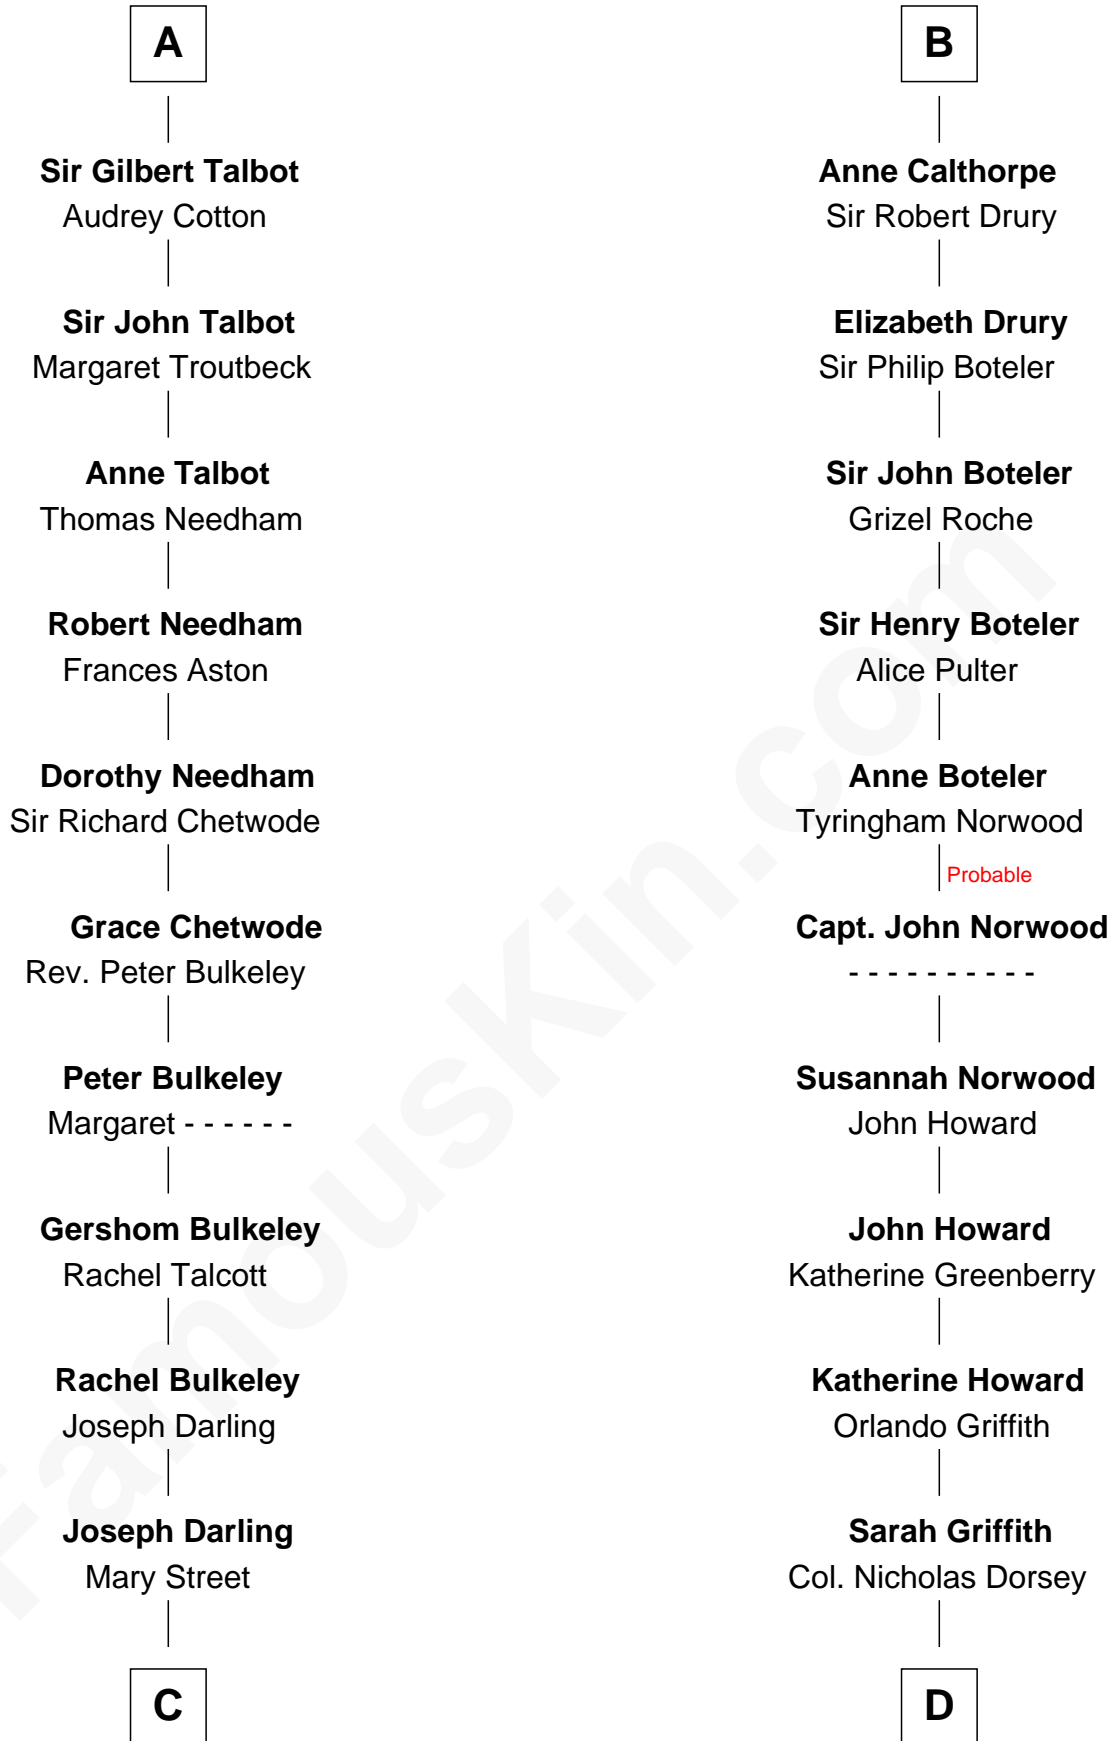 A
Sir Gilbert Talbot
Audrey Cotton
Sir John Talbot
Margaret Troutbeck
Anne Talbot
Thomas Needham
Robert Needham
Frances Aston
Dorothy Needham
Sir Richard Chetwode
Grace Chetwode
Rev. Peter Bulkeley
Peter Bulkeley
Margaret - - - - - -
Gershom Bulkeley
Rachel Talcott
Rachel Bulkeley
Joseph Darling
Joseph Darling
Mary Street
C
B
Anne Calthorpe
Sir Robert Drury
Elizabeth Drury
Sir Philip Boteler
Sir John Boteler
Grizel Roche
Sir Henry Boteler
Alice Pulter
Anne Boteler
Tyringham Norwood
Probable
Capt. John Norwood
- - - - - - - - - -
Susannah Norwood
John Howard
John Howard
Katherine Greenberry
Katherine Howard
Orlando Griffith
Sarah Griffith
Col. Nicholas Dorsey
D
FamousKin.com